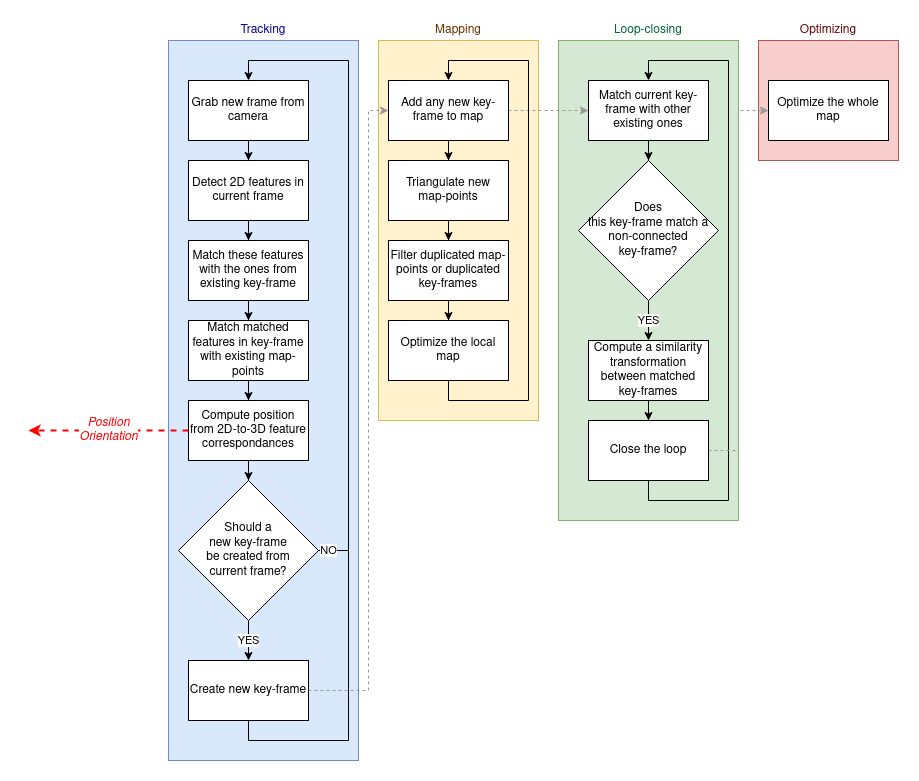 Tracking
Grab new frame from
camera
Detect 2D features in
current frame
Match these features
with the ones from
existing key-frame
Match matched
features in key-frame
with existing map-
points
Compute position
from 2D-to-3D feature
correspondances
Position
Orientation
Should a
new key-frame
be created from
current frame?
NO
YES
Create new key-frame
Mapping
Add any new key-
frame to map
Triangulate new
map-points
Filter duplicated map-
points or duplicated
key-frames
Optimize the local
map
Loop-closing
Match current key-
frame with other
existing ones
Does
this key-frame match a
non-connected
key-frame?
YES
Compute a similarity
transformation
between matched
key-frames
Close the loop
Optimizing
Optimize the whole
map